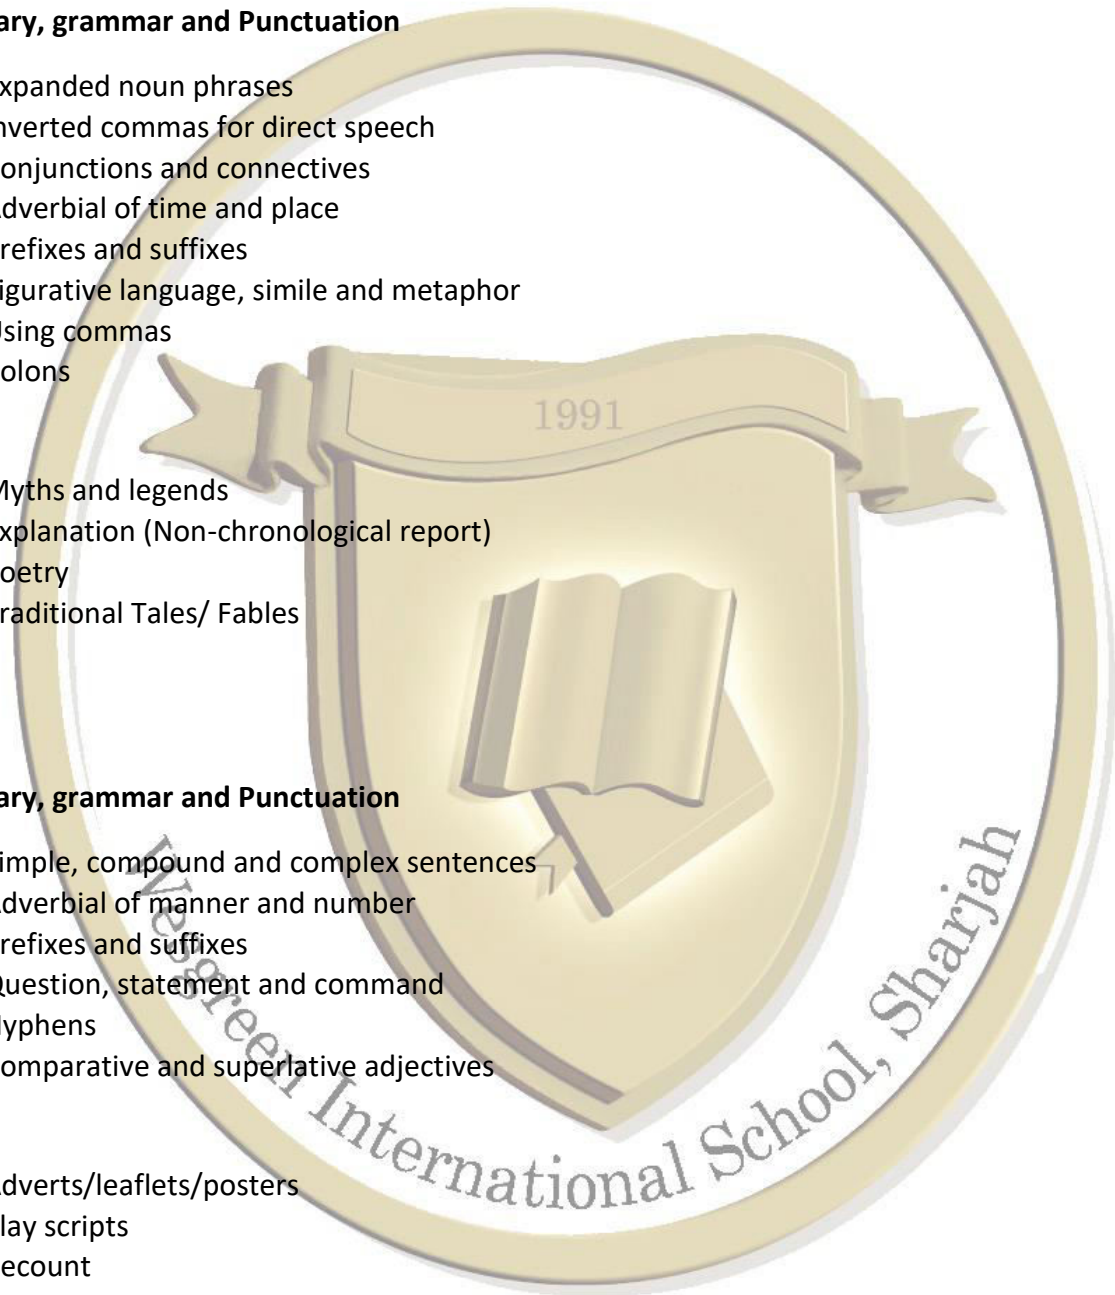 ary, grammar and Punctuation
xpanded noun phrases
nverted commas for direct speech
onjunctions and connectives
dverbial of time and place
refixes and suffixes
igurative language, simile and metaphor
Using commas
olons
1991
Myths and legends
xplanation (Non-chronological report)
oetry
raditional Tales/ Fables
ary, grammar and Punctuation
imple, compound and complex sentences
dverbial of manner and number
refixes and suffixes
Question, statement and command
Hyphens
omparative and superlative adjectives
Wesgreen International School, Sharjah
dverts/leaflets/posters
lay scripts
ecount